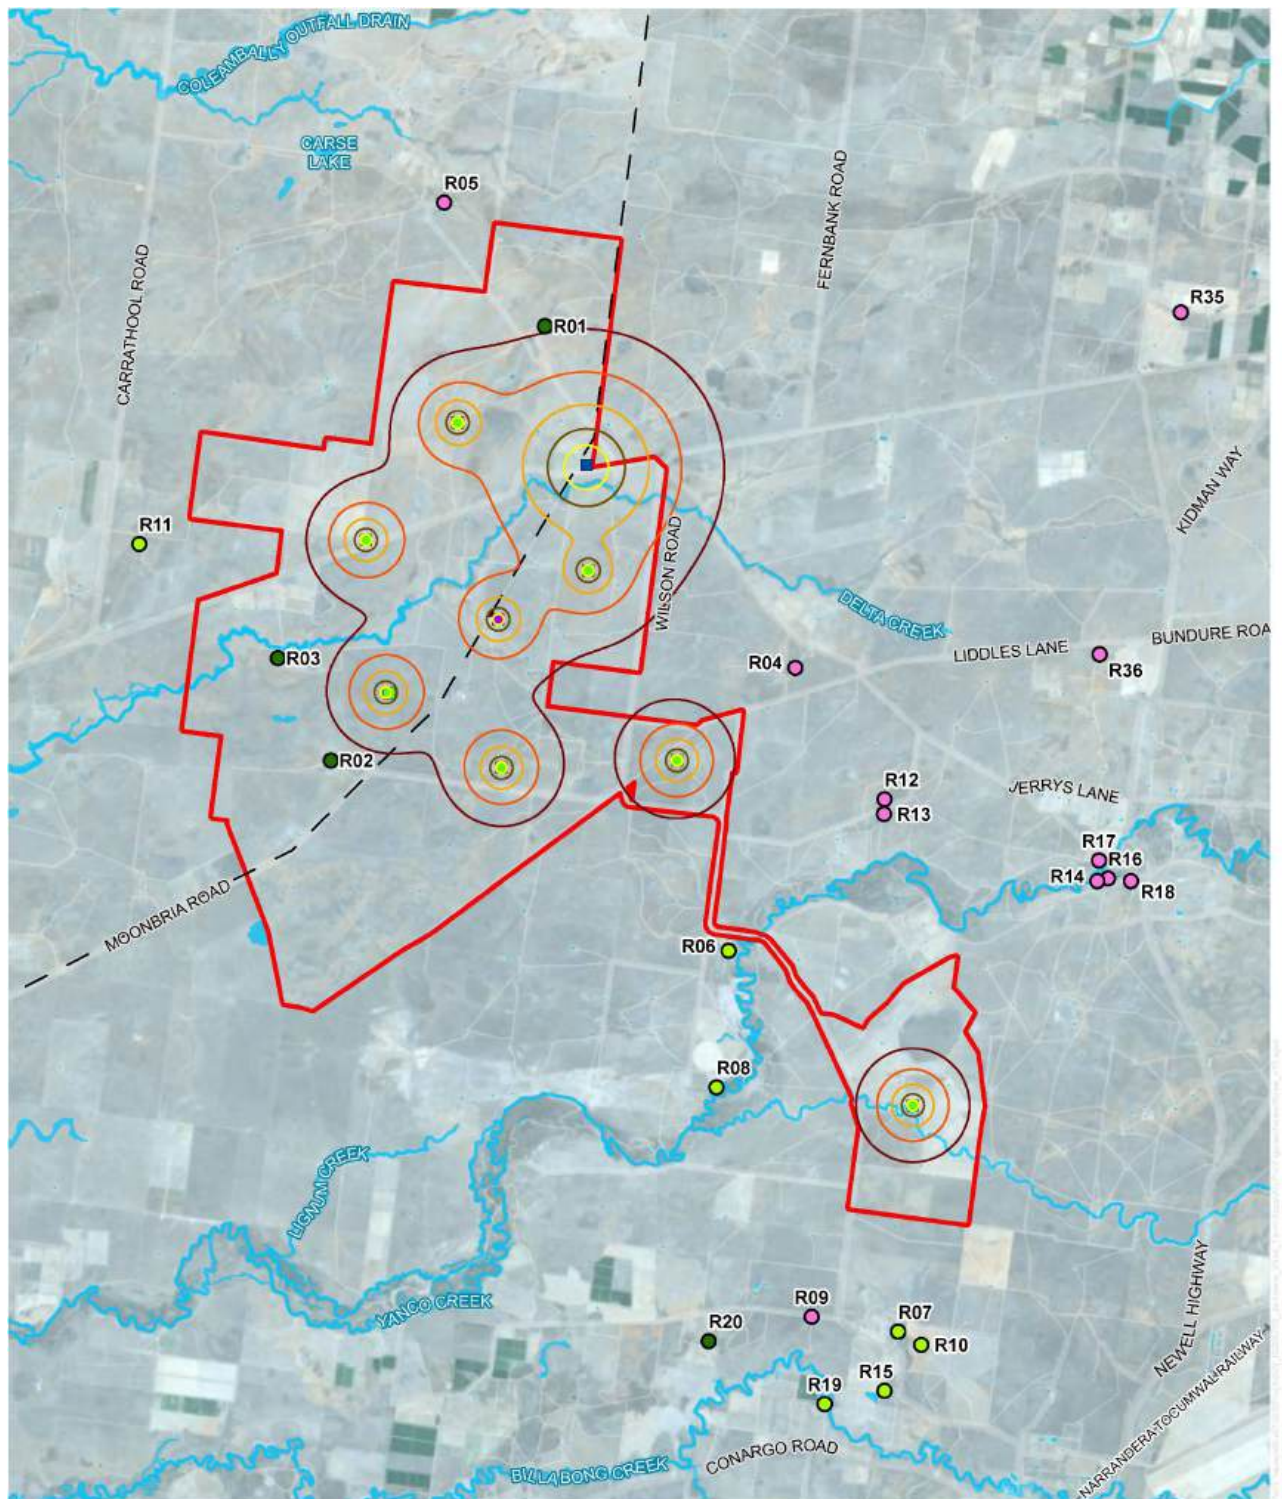 COLEAMBALLY OUTFALL DRAIN
CARSE
LAKE
R05
FERNBANK ROAD
CARRATHOOL ROAD
R35
R01
KIDMAN WAY
R11
WILSON ROAD
DELTA CREEK
BUNDURE ROA
LIDDLES LANE
R03
R04
R36
R02
R12
JERRYS LANE
R13
R17
R16
R14
R18
MOONBRIA ROAD
R06
R08
LIGNUM CREEK
YANCO CREEK
NEWELL HIGHWAY
R09
R07
R20
R10
R15
R19
NARRANDERA TO TOCUMWAL RAILWAY
CONARGO ROAD
BILLABONG CREEK